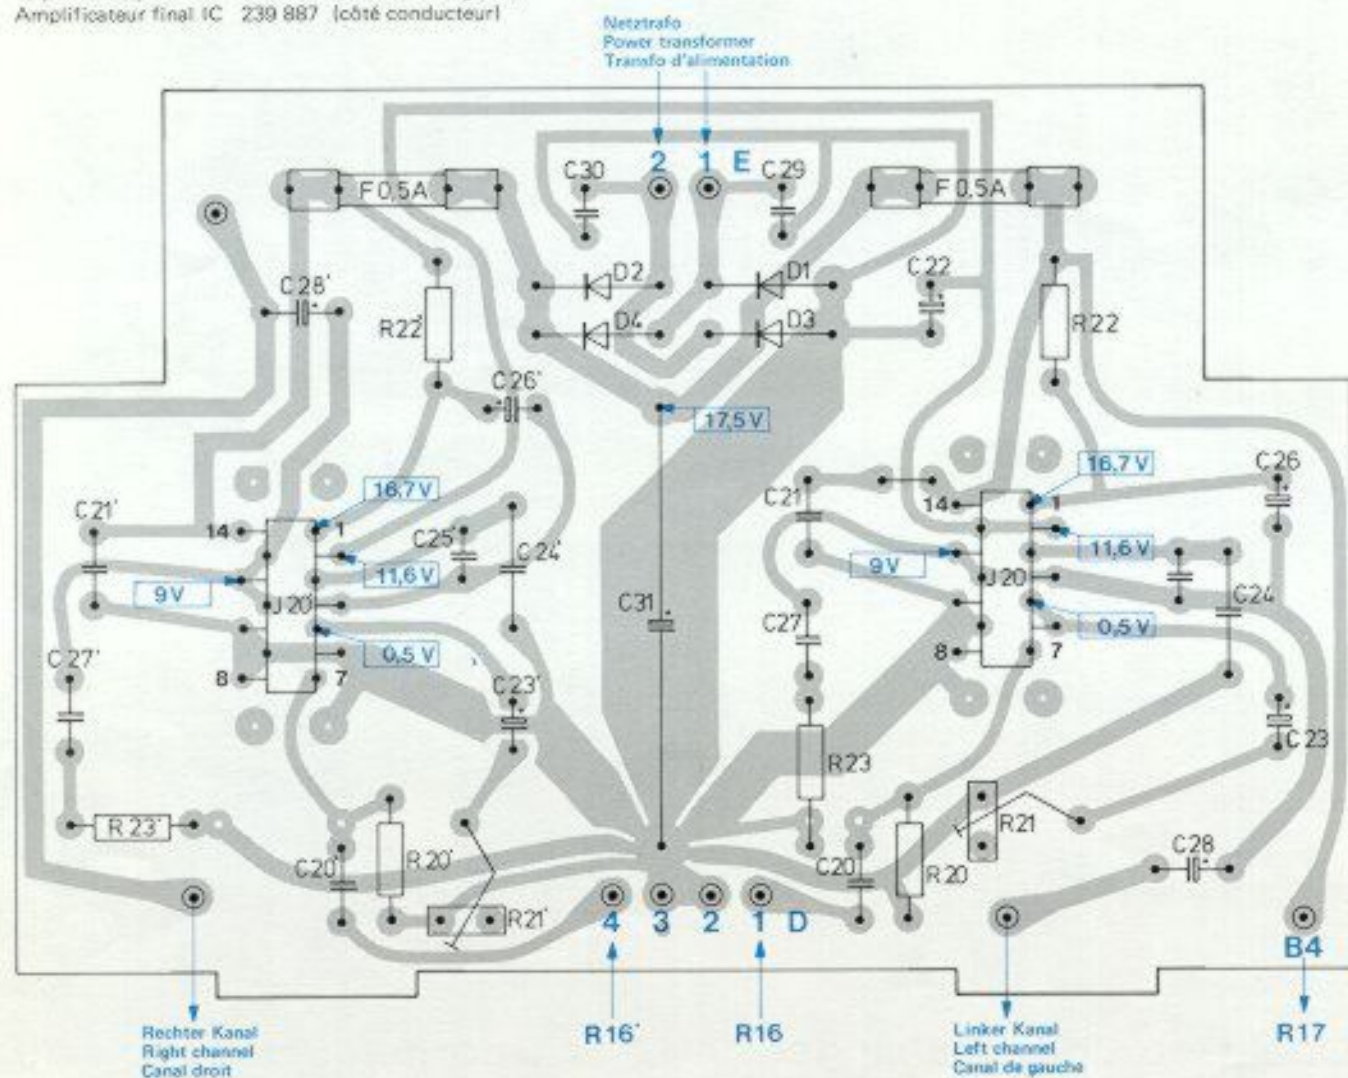 Amplificateur final IC 239 887 (côté conducteur)
Netztrafo
Power transformer
Transfo d'alimentation
2 1 E
C30 C29
F 0,5A F 0,5A
D2 D1
C22
C28'
R22' D4 D3 R22
C26'
17,5 V
16,7 V C26
16,7 V
C21' C21
14 1 14 1
C25' C24'
11,6 V 11,6 V
9 V 9 V
J20' J20
C31 C24
C27
0,5 V 0,5 V
C27'
8 7 8 7
C23'
C23
R23
R23' R21
C20' R20' C20 R20 C28
R21'
4 3 2 1 D
B4
Rechter Kanal
Right channel
Canal droit
R16' R16
Linker Kanal
Left channel
Canal de gauche
R17